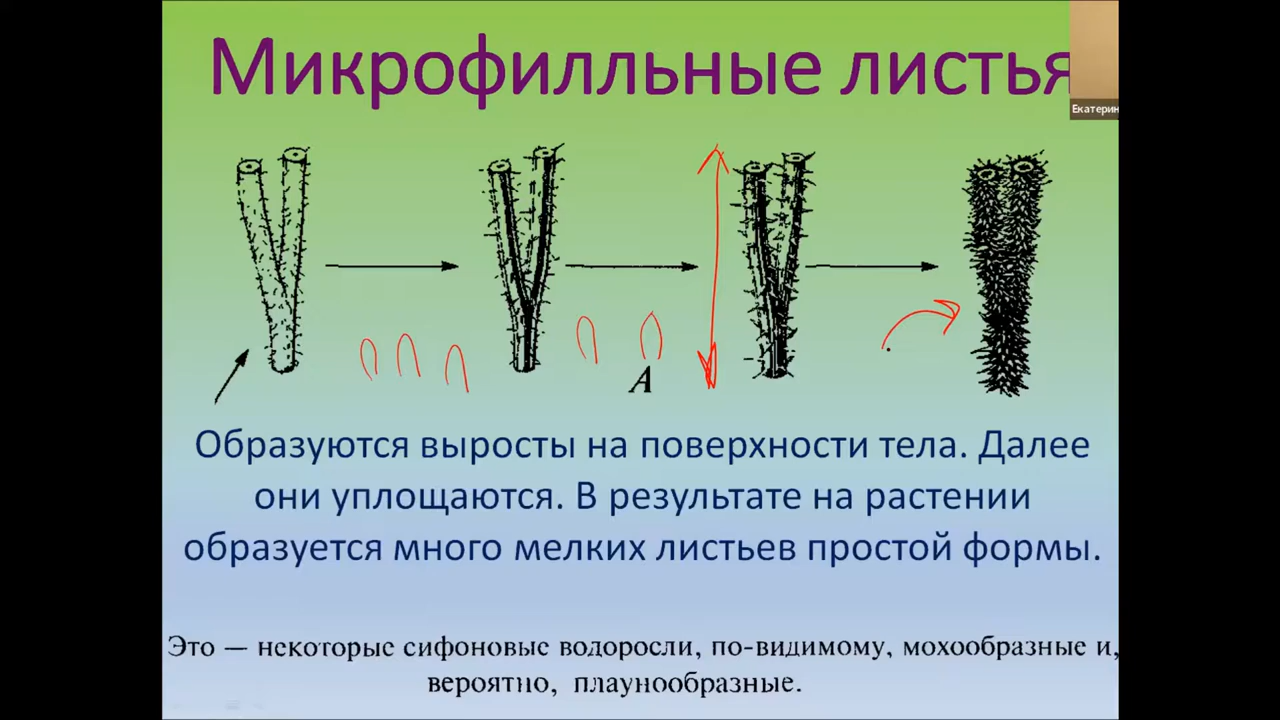 Микрофилльные листья
Екатерин
А
Образуются выросты на поверхности тела. Далее
они уплощаются. В результате на растении
образуется много мелких листьев простой формы.
Это — некоторые сифоновые водоросли, по-видимому, мохообразные и,
вероятно, плаунообразные.